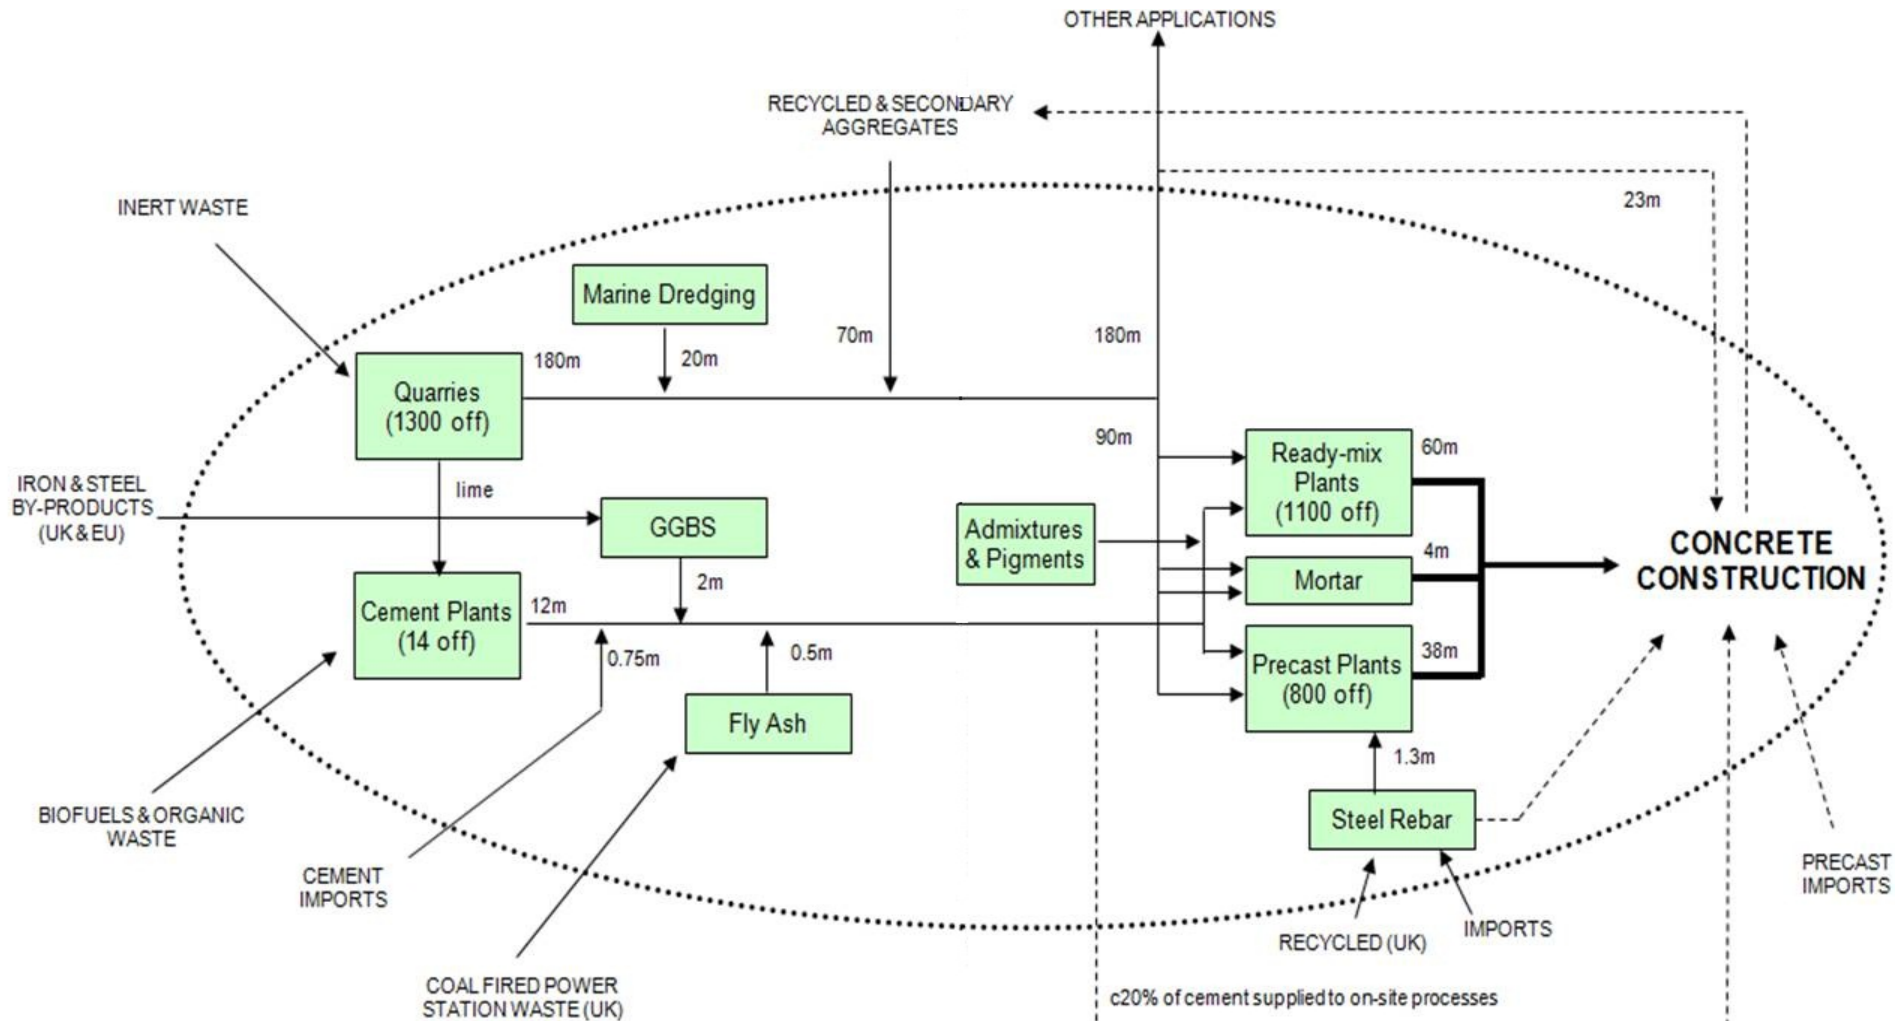 OTHER APPLICATIONS
RECYCLED & SECONDARY
AGGREGATES
23m
INERT WASTE
Marine Dredging
70m
180m
180m
20m
Quarries
(1300 off)
90m
Ready-mix
Plants
(1100 off)
60m
IRON & STEEL
BY-PRODUCTS
(UK & EU)
lime
GGBS
Admixtures
& Pigments
CONCRETE
CONSTRUCTION
4m
Mortar
2m
Cement Plants
(14 off)
12m
0.75m
0.5m
Precast Plants
(800 off)
38m
Fly Ash
1.3m
Steel Rebar
BIOFUELS & ORGANIC
WASTE
CEMENT
IMPORTS
PRECAST
IMPORTS
RECYCLED (UK)
IMPORTS
COAL FIRED POWER
STATION WASTE (UK)
c20% of cement supplied to on-site processes